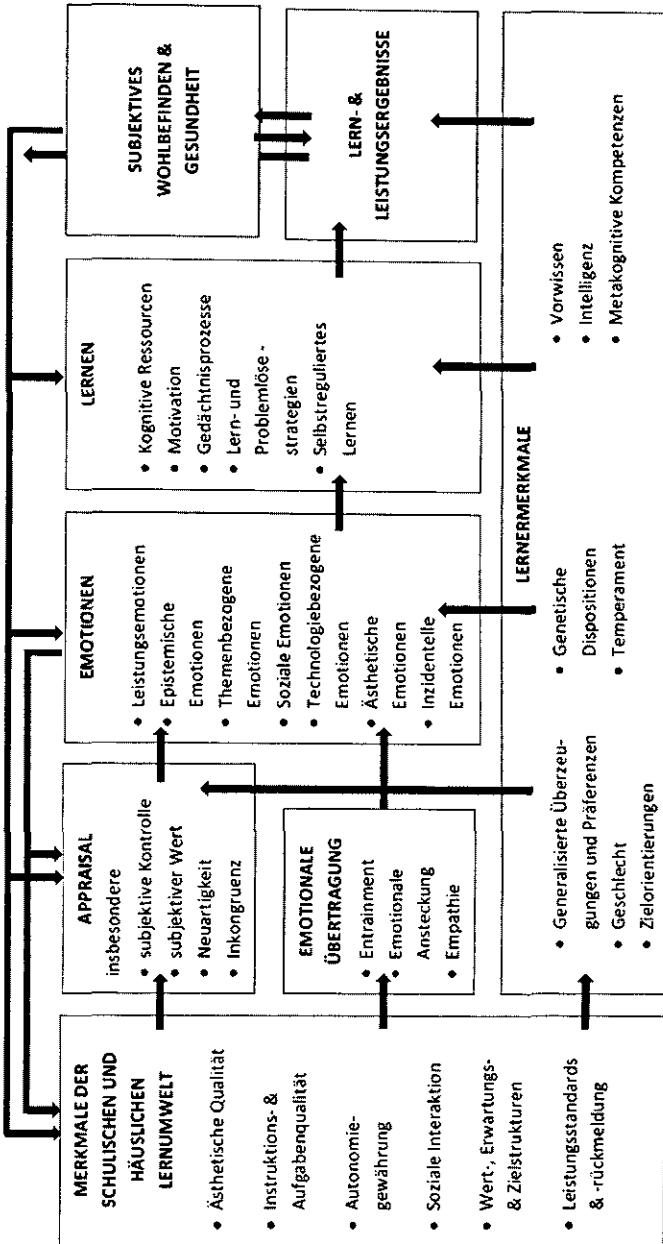 MERKMALE DER
SCHULISCHEN UND
HÄUSLICHEN
LERNUMWELT
• Ästhetische Qualität
• Instruktions- &
Aufgabenqualität
• Autonomie-
gewährung
• Soziale Interaktion
• Wert-, Erwartungs-
& Zielstrukturen
• Leistungsstandards
& -rückmeldung
APPRAISAL
insbesondere
• subjektive Kontrolle
• subjektiver Wert
• Neuartigkeit
• Inkongruenz
EMOTIONALE
ÜBERTRAGUNG
• Entrainment
• Emotionale
Ansteckung
• Empathie
EMOTIONEN
• Leistungsemotionen
• Epistemische
Emotionen
• Themenbezogene
Emotionen
• Soziale Emotionen
• Technologiebezogene
Emotionen
• Ästhetische
Emotionen
• Inzidentelle
Emotionen
LERNEN
• Kognitive Ressourcen
• Motivation
• Gedächtnisprozesse
• Lern- und
Problemlöse -
strategien
• Selbstreguliertes
Lernen
SUBJEKTIVES
WOHLBEFINDEN &
GESUNDHEIT
LERN- &
LEISTUNGSERGEBNISSE
LERNERMERKMALE
• Generalisierte Überzeu-
gungen und Präferenzen
• Geschlecht
• Zielorientierungen
• Genetische
Dispositionen
• Temperament
• Vorwissen
• Intelligenz
• Metakognitive Kompetenzen